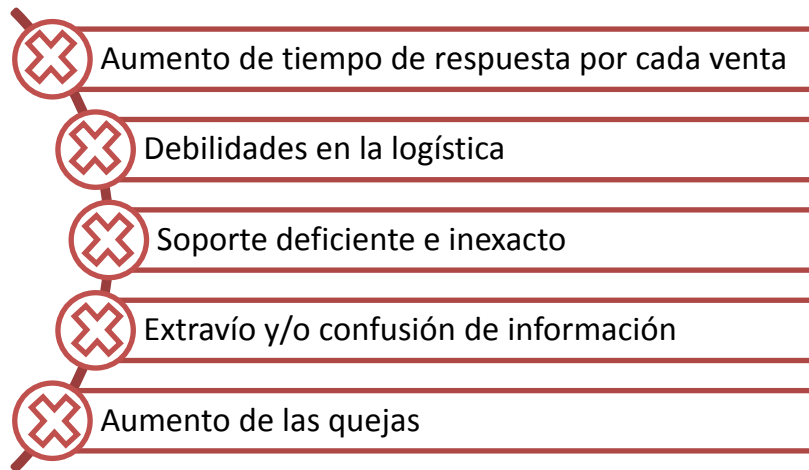 Aumento de tiempo de respuesta por cada venta
Debilidades en la logística
Soporte deficiente e inexacto
Extravío y/o confusión de información
Aumento de las quejas